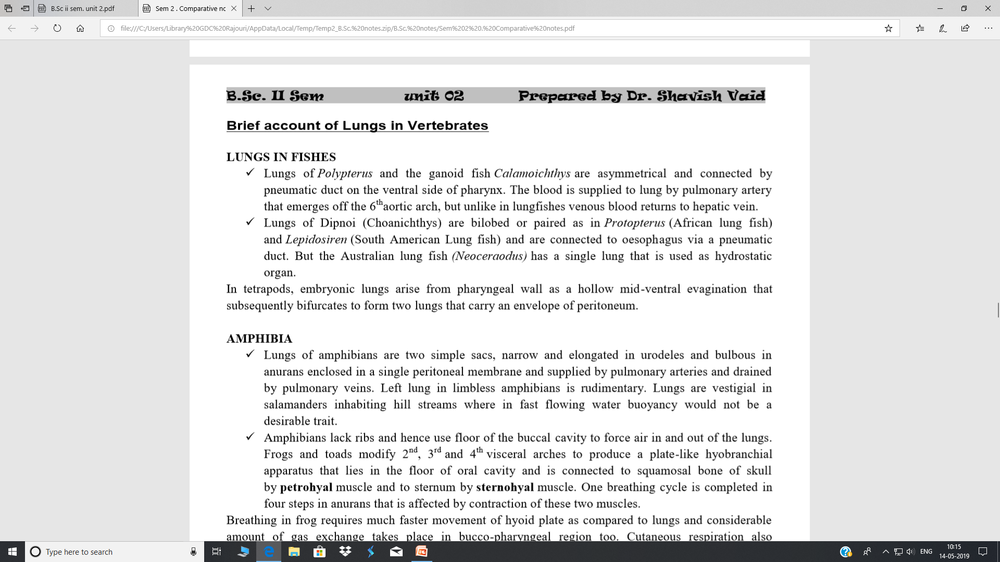 B.Sc ii sem. unit 2.pdf
Sem 2 . Comparative nc
file:///C:/Users/Library%20GDC%20Rajouri/AppData/Local/Temp/Temp2_B.Sc.%20notes.zip/B.Sc.%20notes/Sem%202%20.%20Comparative%20notes.pdf
B.Sc. II Sem unit 02 Prepared by Dr. Shavish Vaid
Brief account of Lungs in Vertebrates
LUNGS IN FISHES
✓ Lungs of Polypterus and the ganoid fish Calamoichthys are asymmetrical and connected by
pneumatic duct on the ventral side of pharynx. The blood is supplied to lung by pulmonary artery
that emerges off the 6th aortic arch, but unlike in lungfishes venous blood returns to hepatic vein.
✓ Lungs of Dipnoi (Choanichthys) are bilobed or paired as in Protopterus (African lung fish)
and Lepidosiren (South American Lung fish) and are connected to oesophagus via a pneumatic
duct. But the Australian lung fish (Neoceraodus) has a single lung that is used as hydrostatic
organ.
In tetrapods, embryonic lungs arise from pharyngeal wall as a hollow mid-ventral evagination that
subsequently bifurcates to form two lungs that carry an envelope of peritoneum.
AMPHIBIA
✓ Lungs of amphibians are two simple sacs, narrow and elongated in urodeles and bulbous in
anurans enclosed in a single peritoneal membrane and supplied by pulmonary arteries and drained
by pulmonary veins. Left lung in limbless amphibians is rudimentary. Lungs are vestigial in
salamanders inhabiting hill streams where in fast flowing water buoyancy would not be a
desirable trait.
✓ Amphibians lack ribs and hence use floor of the buccal cavity to force air in and out of the lungs.
Frogs and toads modify 2nd, 3rd and 4th visceral arches to produce a plate-like hyobranchial
apparatus that lies in the floor of oral cavity and is connected to squamosal bone of skull
by petrohyal muscle and to sternum by sternohyal muscle. One breathing cycle is completed in
four steps in anurans that is affected by contraction of these two muscles.
Breathing in frog requires much faster movement of hyoid plate as compared to lungs and considerable
amount of gas exchange takes place in bucco-pharyngeal region too. Cutaneous respiration also
Type here to search
ENG
10:15
14-05-2019